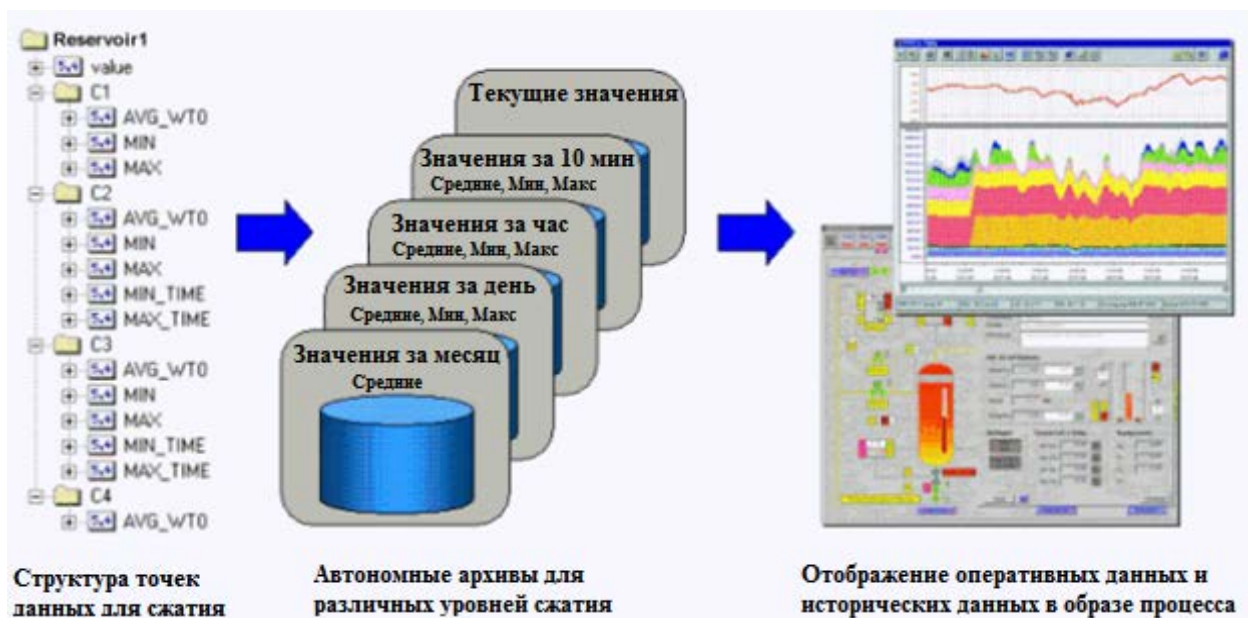 Reservoir1
value
C1
AVG_WT0
MIN
MAX
C2
AVG_WT0
MIN
MAX
MIN_TIME
MAX_TIME
C3
AVG_WT0
MIN
MAX
MIN_TIME
MAX_TIME
C4
AVG_WT0
Структура точек
данных для сжатия
Текущие значения
Значения за 10 мин
Средние, Мин, Макс
Значения за час
Средние, Мин, Макс
Значения за день
Средние, Мин, Макс
Значения за месяц
Средние
Автономные архивы для
различных уровней сжатия
Отображение оперативных данных и
исторических данных в образе процесса